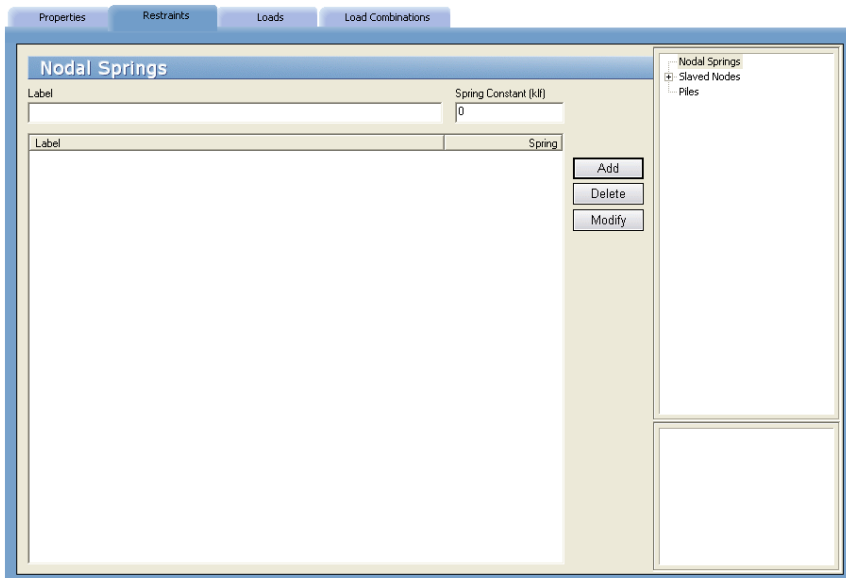 Properties Restraints Loads Load Combinations
Nodal Springs
Label Spring Constant (klf)
0
Label Spring
Add
Delete
Modify
Nodal Springs
Slaved Nodes
Piles